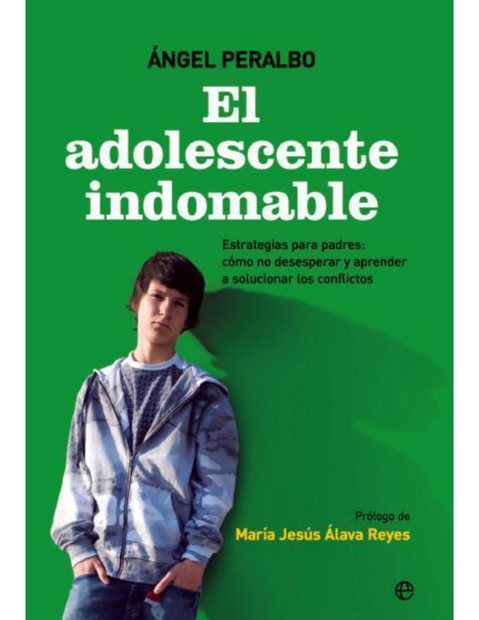 ÁNGEL PERALBO
El
adolescente
indomable
Estrategias para padres:
cómo no desesperar y aprender
a solucionar los conflictos
Prólogo de
María Jesús Álava Reyes
e